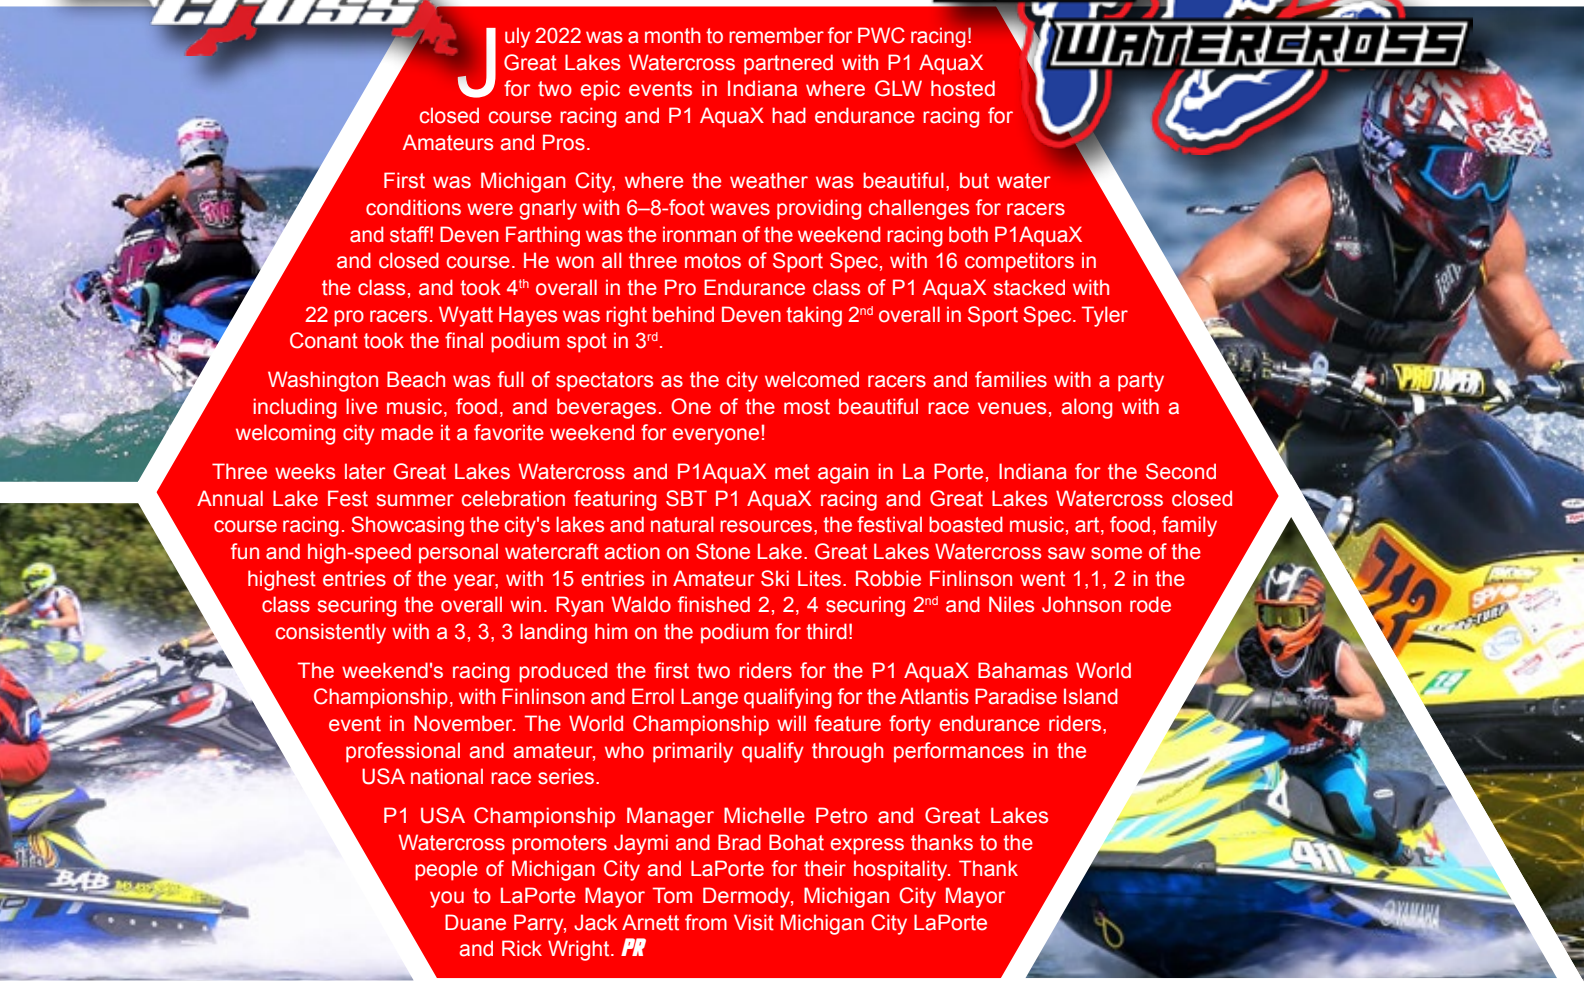 cross
WATERCROSS
July 2022 was a month to remember for PWC racing!
Great Lakes Watercross partnered with P1 AquaX
for two epic events in Indiana where GLW hosted
closed course racing and P1 AquaX had endurance racing for
Amateurs and Pros.
First was Michigan City, where the weather was beautiful, but water
conditions were gnarly with 6–8-foot waves providing challenges for racers
and staff! Deven Farthing was the ironman of the weekend racing both P1AquaX
and closed course. He won all three motos of Sport Spec, with 16 competitors in
the class, and took 4th overall in the Pro Endurance class of P1 AquaX stacked with
22 pro racers. Wyatt Hayes was right behind Deven taking 2nd overall in Sport Spec. Tyler
Conant took the final podium spot in 3rd.
Washington Beach was full of spectators as the city welcomed racers and families with a party
including live music, food, and beverages. One of the most beautiful race venues, along with a
welcoming city made it a favorite weekend for everyone!
Three weeks later Great Lakes Watercross and P1AquaX met again in La Porte, Indiana for the Second
Annual Lake Fest summer celebration featuring SBT P1 AquaX racing and Great Lakes Watercross closed
course racing. Showcasing the city's lakes and natural resources, the festival boasted music, art, food, family
fun and high-speed personal watercraft action on Stone Lake. Great Lakes Watercross saw some of the
highest entries of the year, with 15 entries in Amateur Ski Lites. Robbie Finlinson went 1,1, 2 in the
class securing the overall win. Ryan Waldo finished 2, 2, 4 securing 2nd and Niles Johnson rode
consistently with a 3, 3, 3 landing him on the podium for third!
The weekend's racing produced the first two riders for the P1 AquaX Bahamas World
Championship, with Finlinson and Errol Lange qualifying for the Atlantis Paradise Island
event in November. The World Championship will feature forty endurance riders,
professional and amateur, who primarily qualify through performances in the
USA national race series.
P1 USA Championship Manager Michelle Petro and Great Lakes
Watercross promoters Jaymi and Brad Bohat express thanks to the
people of Michigan City and LaPorte for their hospitality. Thank
you to LaPorte Mayor Tom Dermody, Michigan City Mayor
Duane Parry, Jack Arnett from Visit Michigan City LaPorte
and Rick Wright. PR
PROTAPER
712
19
411
YAMAHA
BAB